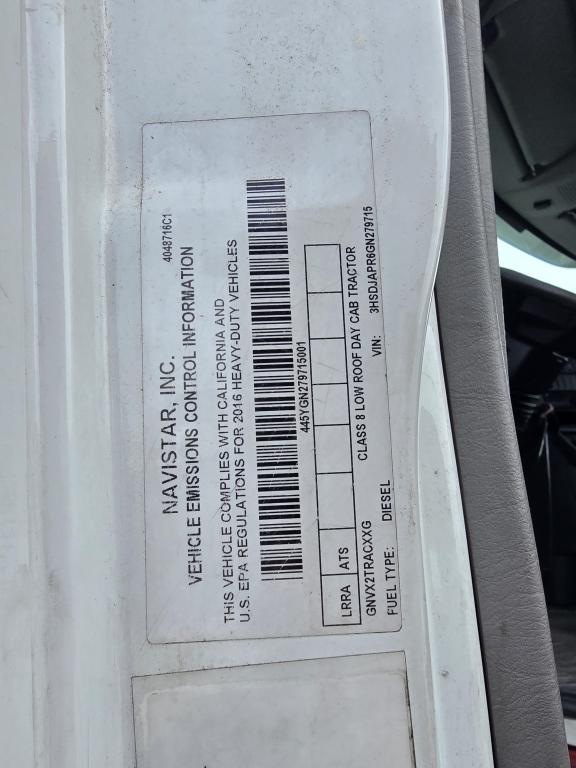 4048716C1
NAVISTAR, INC.
VEHICLE EMISSIONS CONTROL INFORMATION
THIS VEHICLE COMPLIES WITH CALIFORNIA AND
U.S. EPA REGULATIONS FOR 2016 HEAVY-DUTY VEHICLES
445YGN279715001
LRRA ATS
GNVX2TRACXXG CLASS 8 LOW ROOF DAY CAB TRACTOR
FUEL TYPE: DIESEL VIN: 3HSDJAPR6GN279715